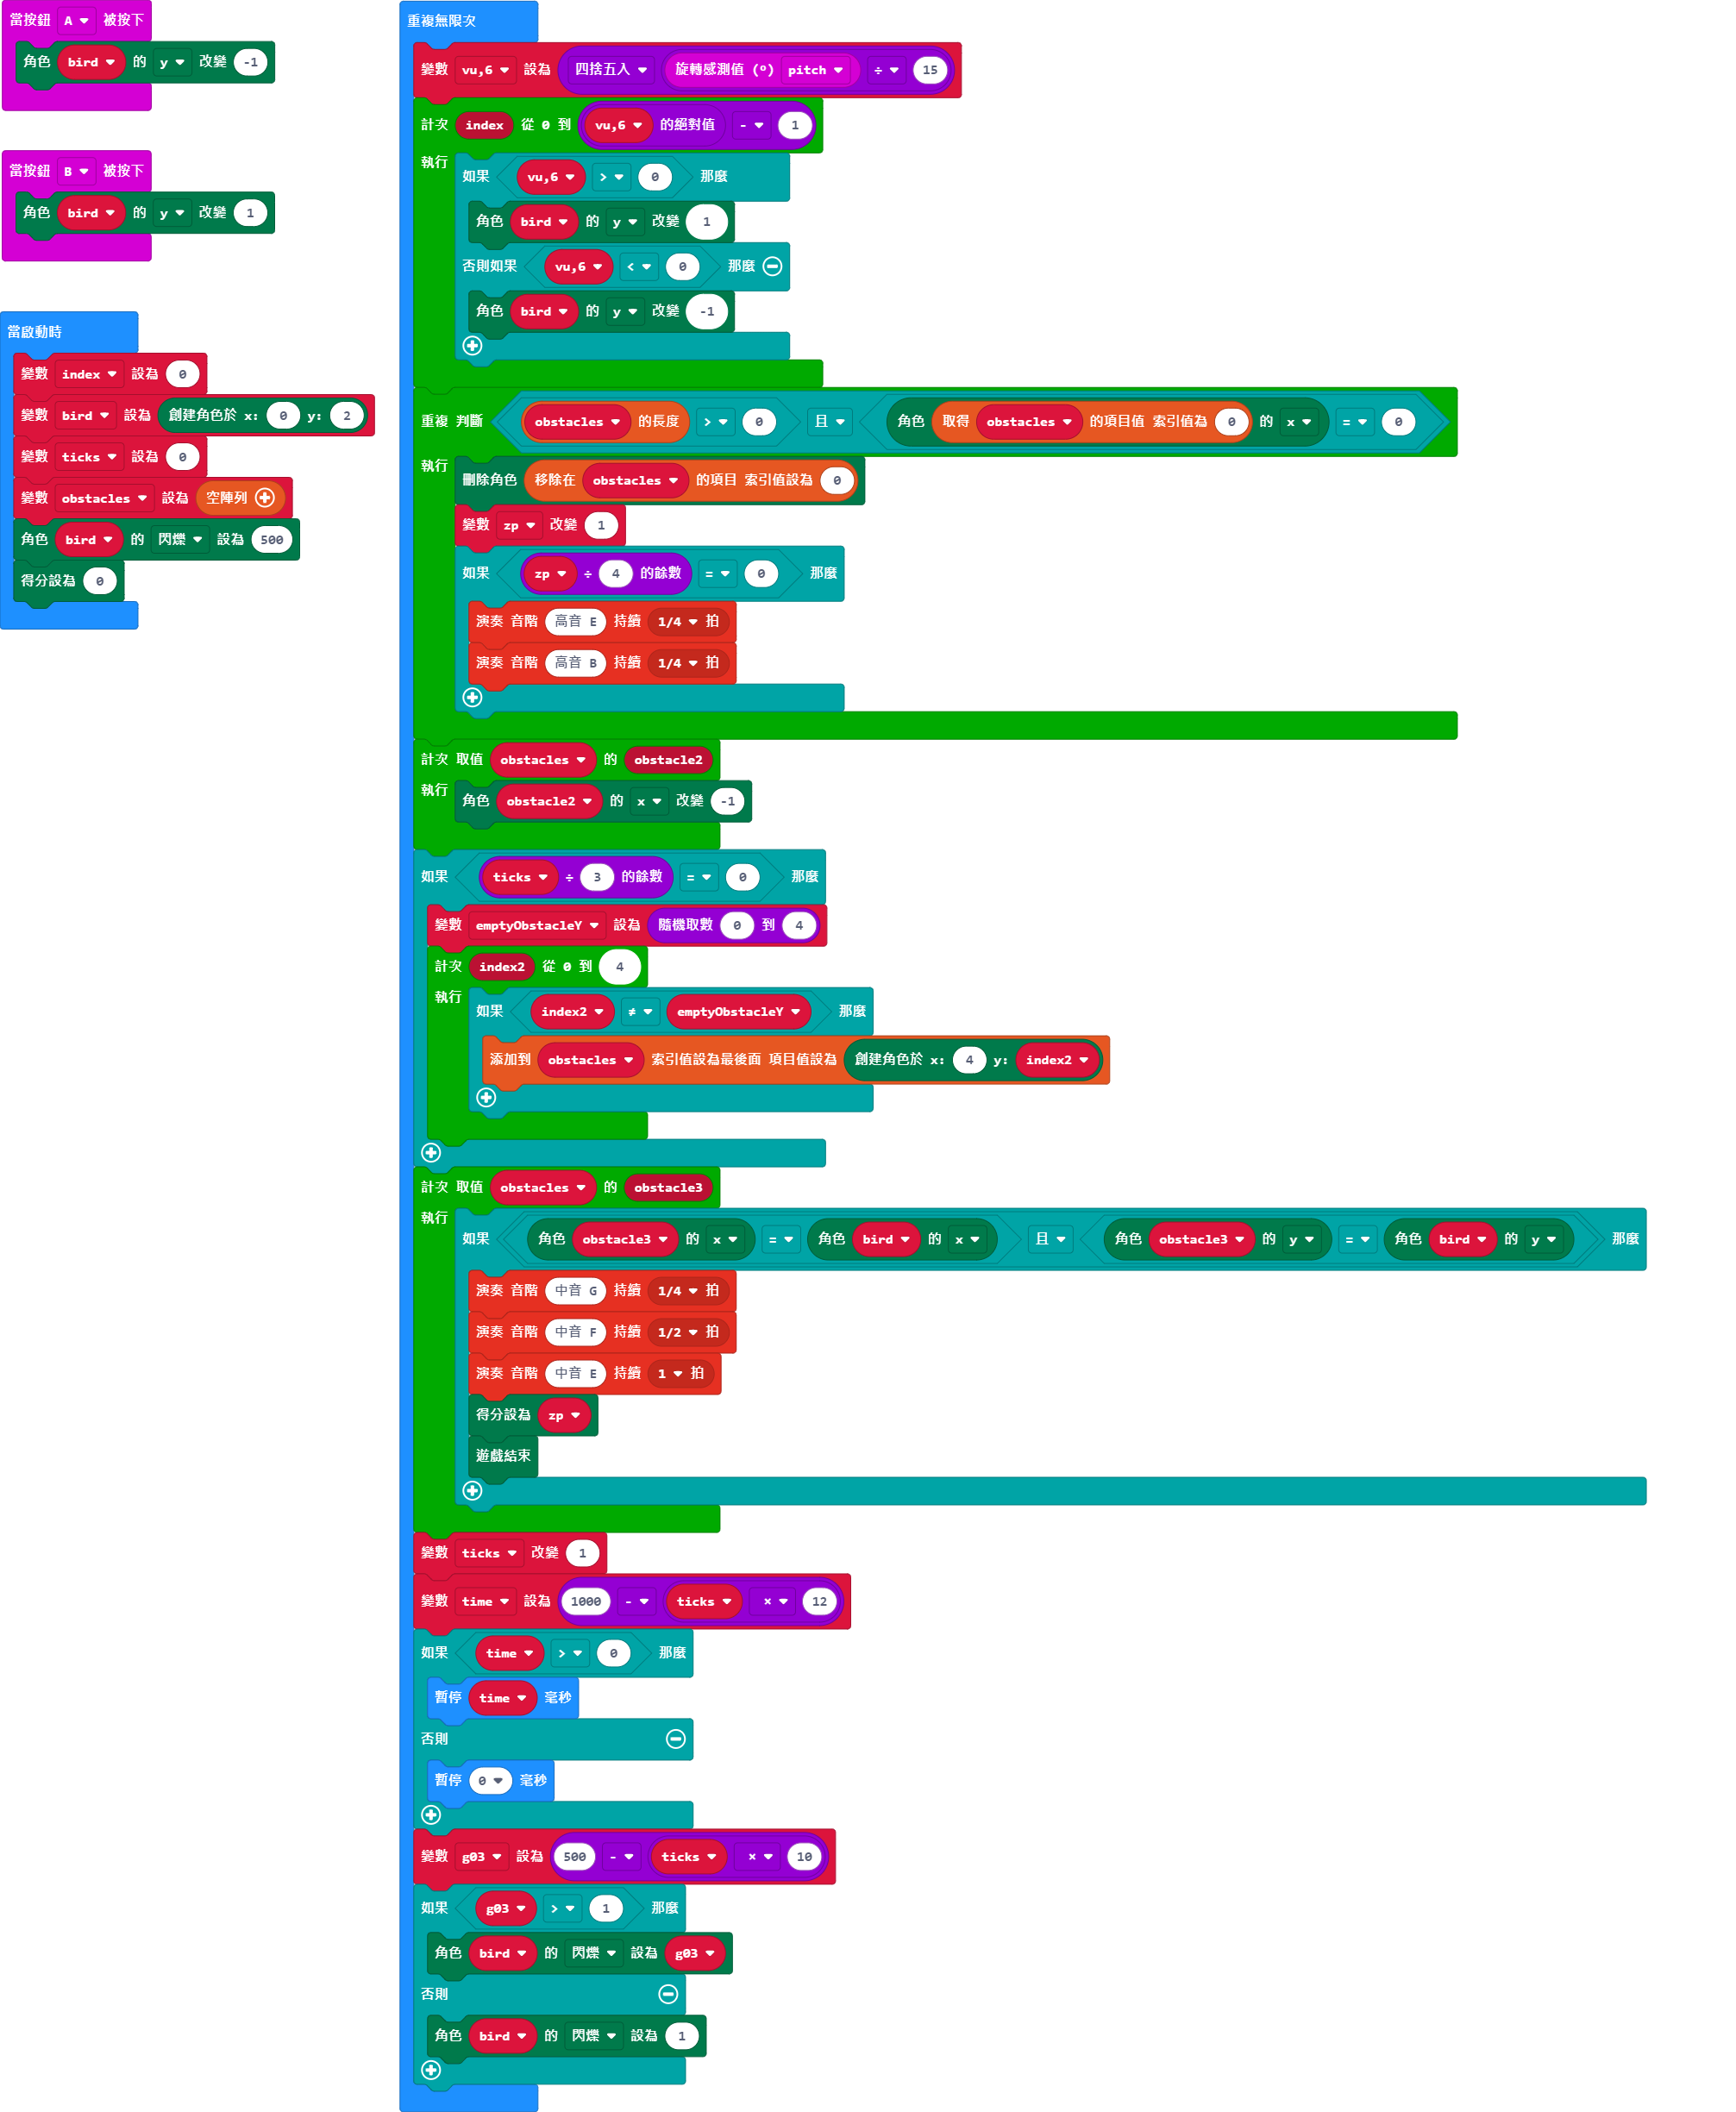 當按鈕 A 被按下
角色 bird 的 y 改變 -1
當按鈕 B 被按下
角色 bird 的 y 改變 1
當啟動時
變數 index 設為 0
變數 bird 設為 創建角色於 x: 0 y: 2
變數 ticks 設為 0
變數 obstacles 設為 空陣列
角色 bird 的 閃爍 設為 500
得分設為 0
重複無限次
變數 vu,6 設為 四捨五入 旋轉感測值 (º) pitch ÷ 15
計次 index 從 0 到 vu,6 的絕對值 - 1
執行
如果 vu,6 > 0 那麼
角色 bird 的 y 改變 1
否則如果 vu,6 < 0 那麼
角色 bird 的 y 改變 -1
重複 判斷 obstacles 的長度 > 0 且 角色 取得 obstacles 的項目值 索引值為 0 的 x = 0
執行
刪除角色 移除在 obstacles 的項目 索引值設為 0
變數 zp 改變 1
如果 zp ÷ 4 的餘數 = 0 那麼
演奏 音階 高音 E 持續 1/4 拍
演奏 音階 高音 B 持續 1/4 拍
計次 取值 obstacles 的 obstacle2
執行
角色 obstacle2 的 x 改變 -1
如果 ticks ÷ 3 的餘數 = 0 那麼
變數 emptyObstacleY 設為 隨機取數 0 到 4
計次 index2 從 0 到 4
執行
如果 index2 ≠ emptyObstacleY 那麼
添加到 obstacles 索引值設為最後面 項目值設為 創建角色於 x: 4 y: index2
計次 取值 obstacles 的 obstacle3
執行
如果 角色 obstacle3 的 x = 角色 bird 的 x 且 角色 obstacle3 的 y = 角色 bird 的 y 那麼
演奏 音階 中音 G 持續 1/4 拍
演奏 音階 中音 F 持續 1/2 拍
演奏 音階 中音 E 持續 1 拍
得分設為 zp
遊戲結束
變數 ticks 改變 1
變數 time 設為 1000 - ticks × 12
如果 time > 0 那麼
暫停 time 毫秒
否則
暫停 0 毫秒
變數 g03 設為 500 - ticks × 10
如果 g03 > 1 那麼
角色 bird 的 閃爍 設為 g03
否則
角色 bird 的 閃爍 設為 1